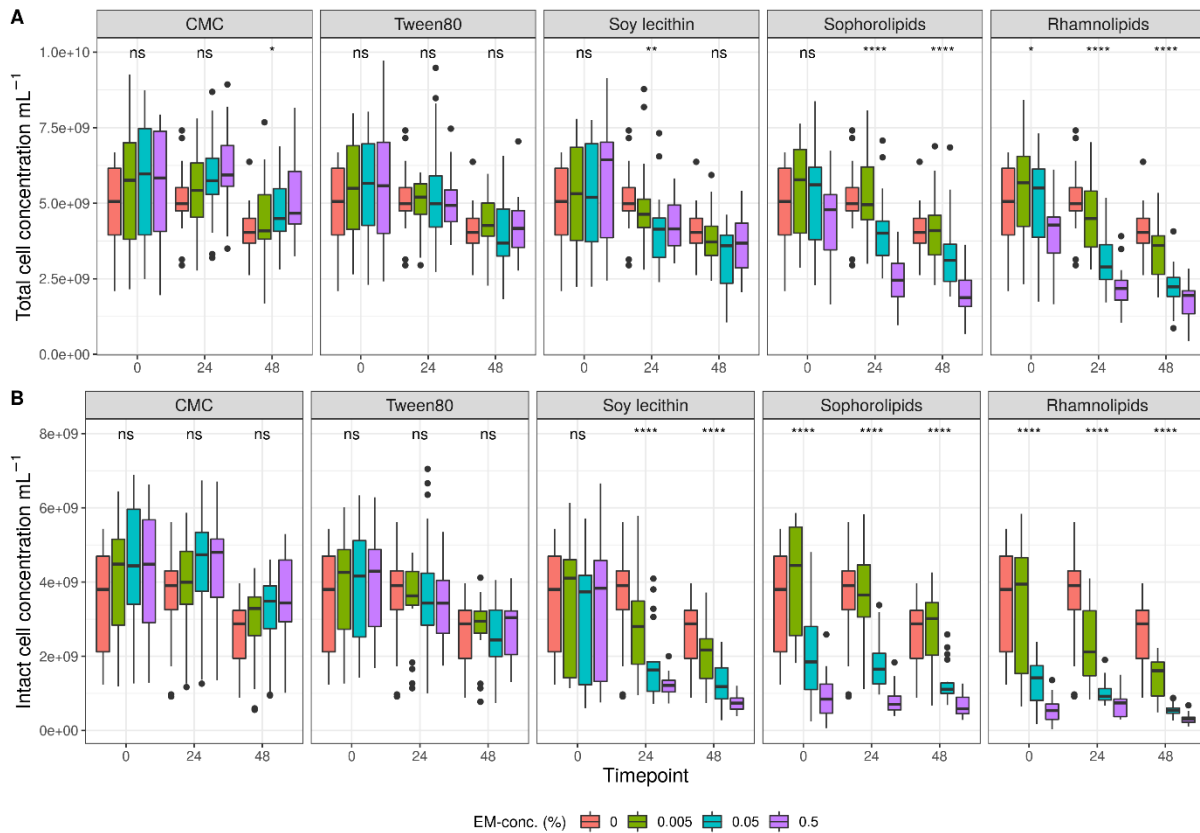 A
CMC Tween80 Soy lecithin Sophorolipids Rhamnolipids
ns ns * ns ns ns ns ** ns ns **** **** * **** ****
Total cell concentration mL⁻¹
1.0e+10
7.5e+09
5.0e+09
2.5e+09
0.0e+00
0 24 48 0 24 48 0 24 48 0 24 48 0 24 48
B
CMC Tween80 Soy lecithin Sophorolipids Rhamnolipids
ns ns ns ns ns ns ns **** **** **** **** **** **** **** ****
Intact cell concentration mL⁻¹
8e+09
6e+09
4e+09
2e+09
0e+00
0 24 48 0 24 48 0 24 48 0 24 48 0 24 48
Timepoint
EM-conc. (%) 0 0.005 0.05 0.5